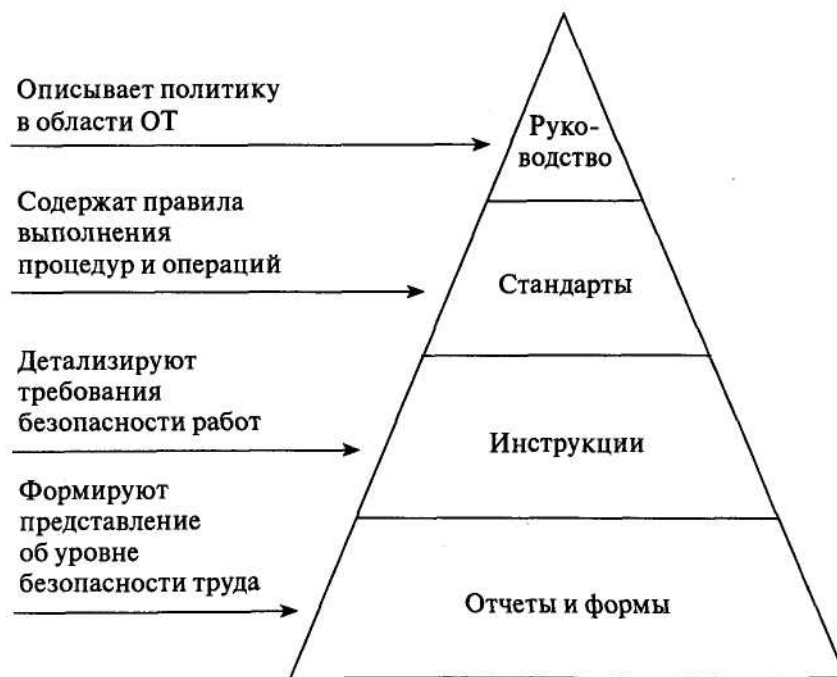 Описывает политику
в области ОТ
Руко-
водство
Содержат правила
выполнения
процедур и операций
Стандарты
Детализируют
требования
безопасности работ
Инструкции
Формируют
представление
об уровне
безопасности труда
Отчеты и формы